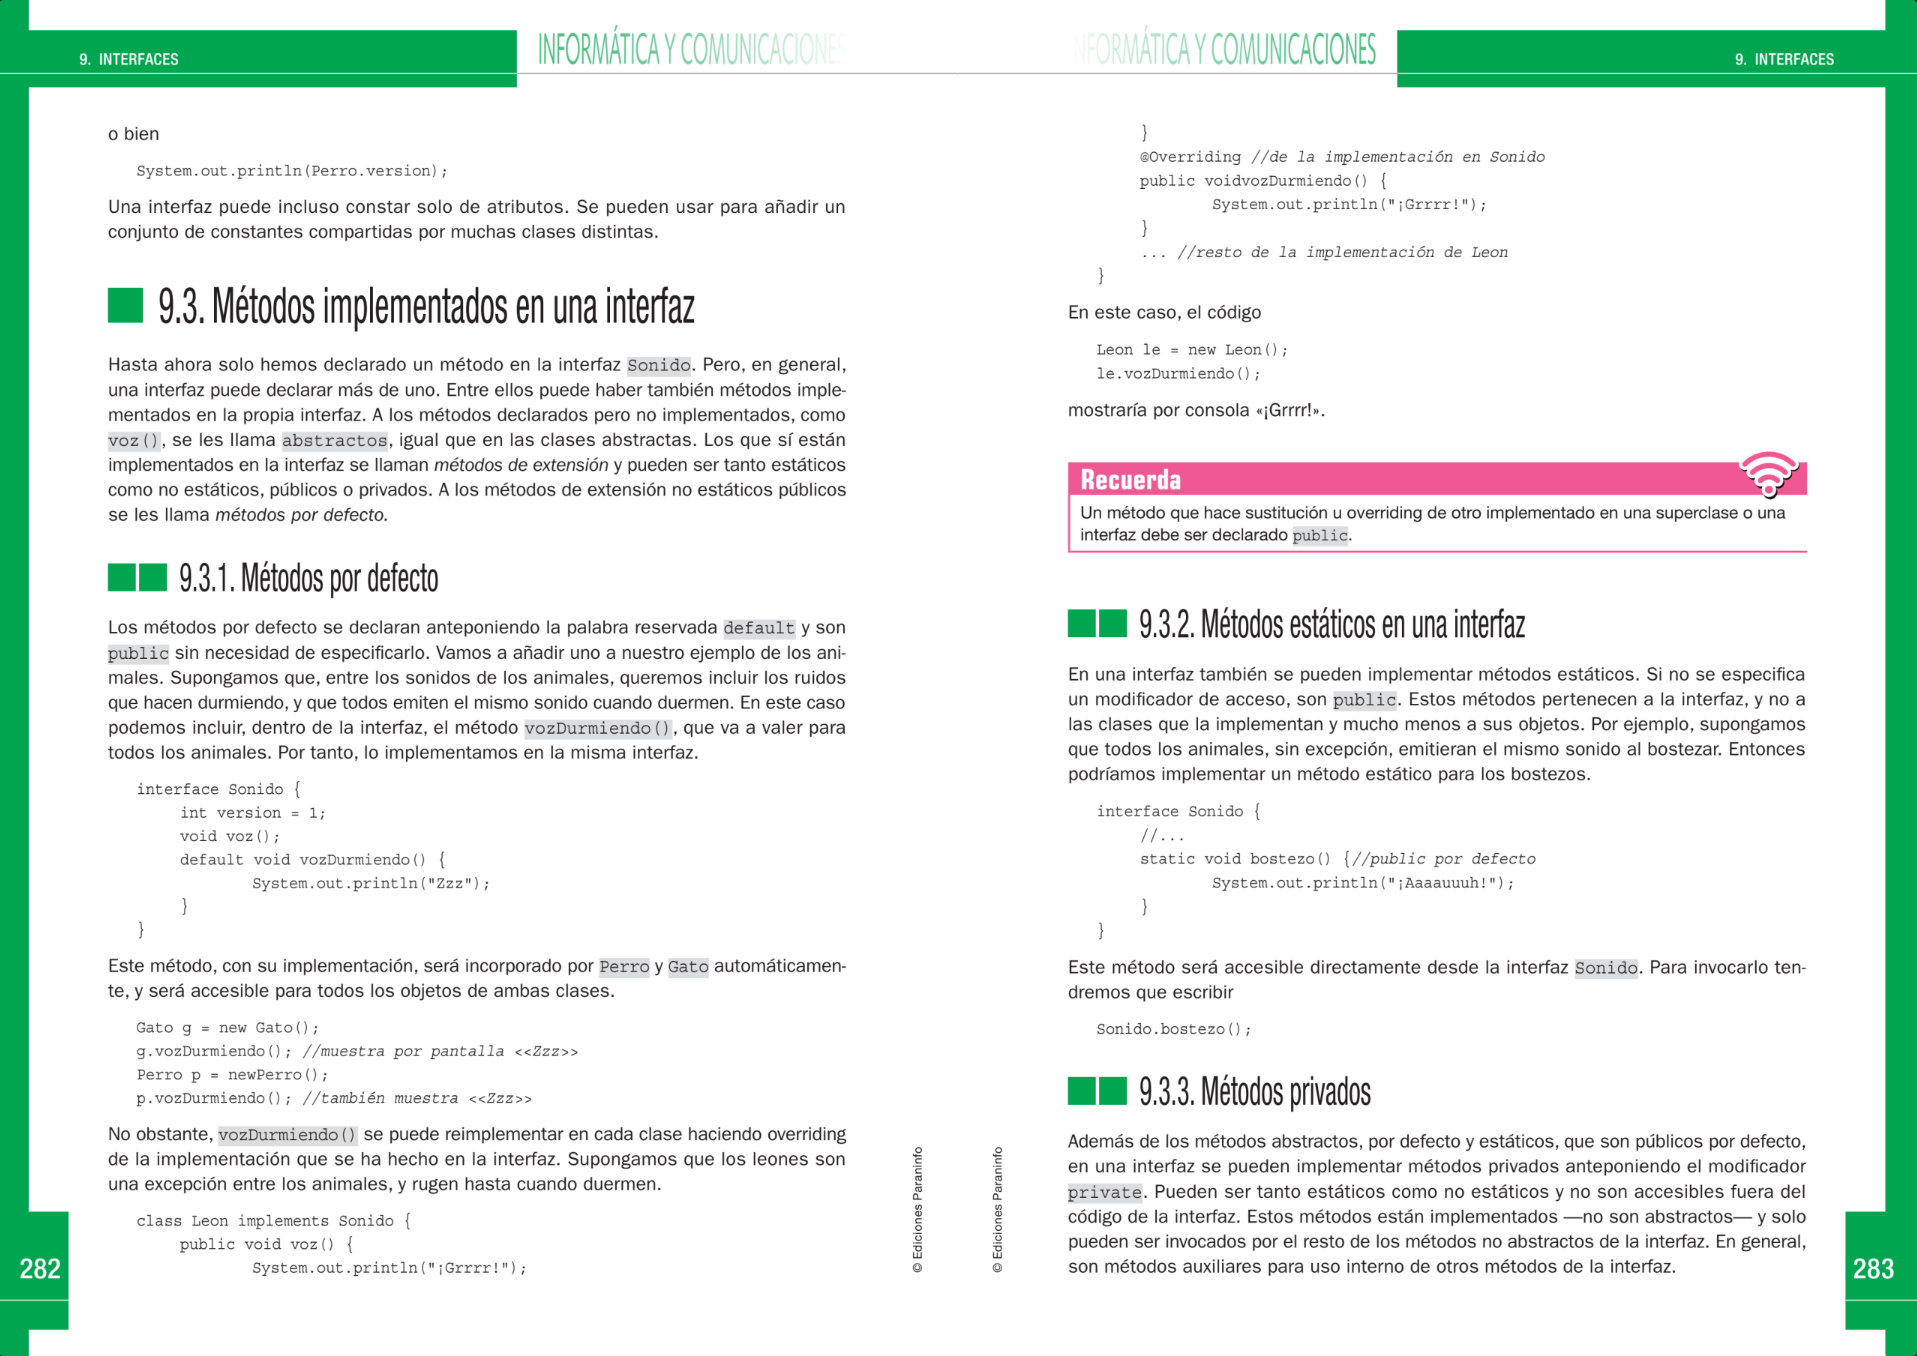 9. INTERFACES
INFORMÁTICA Y COMUNICACIONES
o bien
System.out.println(Perro.version);
Una interfaz puede incluso constar solo de atributos. Se pueden usar para añadir un
conjunto de constantes compartidas por muchas clases distintas.
9.3. Métodos implementados en una interfaz
Hasta ahora solo hemos declarado un método en la interfaz Sonido. Pero, en general,
una interfaz puede declarar más de uno. Entre ellos puede haber también métodos imple-
mentados en la propia interfaz. A los métodos declarados pero no implementados, como
voz(), se les llama abstractos, igual que en las clases abstractas. Los que sí están
implementados en la interfaz se llaman métodos de extensión y pueden ser tanto estáticos
como no estáticos, públicos o privados. A los métodos de extensión no estáticos públicos
se les llama métodos por defecto.
9.3.1. Métodos por defecto
Los métodos por defecto se declaran anteponiendo la palabra reservada default y son
public sin necesidad de especificarlo. Vamos a añadir uno a nuestro ejemplo de los ani-
males. Supongamos que, entre los sonidos de los animales, queremos incluir los ruidos
que hacen durmiendo, y que todos emiten el mismo sonido cuando duermen. En este caso
podemos incluir, dentro de la interfaz, el método vozDurmiendo(), que va a valer para
todos los animales. Por tanto, lo implementamos en la misma interfaz.
interface Sonido {
int version = 1;
void voz();
default void vozDurmiendo() {
System.out.println("Zzz");
}
}
Este método, con su implementación, será incorporado por Perro y Gato automáticamen-
te, y será accesible para todos los objetos de ambas clases.
Gato g = new Gato();
g.vozDurmiendo(); //muestra por pantalla <<Zzz>>
Perro p = newPerro();
p.vozDurmiendo(); //también muestra <<Zzz>>
No obstante, vozDurmiendo() se puede reimplementar en cada clase haciendo overriding
de la implementación que se ha hecho en la interfaz. Supongamos que los leones son
una excepción entre los animales, y rugen hasta cuando duermen.
class Leon implements Sonido {
public void voz() {
System.out.println("¡Grrrr!");
282
© Ediciones Paraninfo
INFORMÁTICA Y COMUNICACIONES
9. INTERFACES
}
@Overriding //de la implementación en Sonido
public voidvozDurmiendo() {
System.out.println("¡Grrrr!");
}
... //resto de la implementación de Leon
}
En este caso, el código
Leon le = new Leon();
le.vozDurmiendo();
mostraría por consola «¡Grrrr!».
Recuerda
Un método que hace sustitución u overriding de otro implementado en una superclase o una
interfaz debe ser declarado public.
9.3.2. Métodos estáticos en una interfaz
En una interfaz también se pueden implementar métodos estáticos. Si no se especifica
un modificador de acceso, son public. Estos métodos pertenecen a la interfaz, y no a
las clases que la implementan y mucho menos a sus objetos. Por ejemplo, supongamos
que todos los animales, sin excepción, emitieran el mismo sonido al bostezar. Entonces
podríamos implementar un método estático para los bostezos.
interface Sonido {
//...
static void bostezo() {//public por defecto
System.out.println("¡Aaaauuuh!");
}
}
Este método será accesible directamente desde la interfaz Sonido. Para invocarlo ten-
dremos que escribir
Sonido.bostezo();
9.3.3. Métodos privados
Además de los métodos abstractos, por defecto y estáticos, que son públicos por defecto,
en una interfaz se pueden implementar métodos privados anteponiendo el modificador
private. Pueden ser tanto estáticos como no estáticos y no son accesibles fuera del
código de la interfaz. Estos métodos están implementados —no son abstractos— y solo
pueden ser invocados por el resto de los métodos no abstractos de la interfaz. En general,
son métodos auxiliares para uso interno de otros métodos de la interfaz.
© Ediciones Paraninfo
283